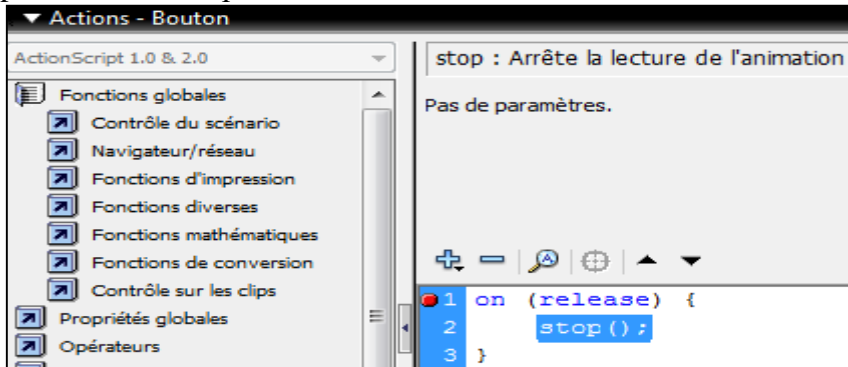 Actions - Bouton
ActionScript 1.0 & 2.0
Fonctions globales
Contrôle du scénario
Navigateur/réseau
Fonctions d'impression
Fonctions diverses
Fonctions mathématiques
Fonctions de conversion
Contrôle sur les clips
Propriétés globales
Opérateurs
stop : Arrête la lecture de l'animation
Pas de paramètres.
1 on (release) {
2 stop();
3 }